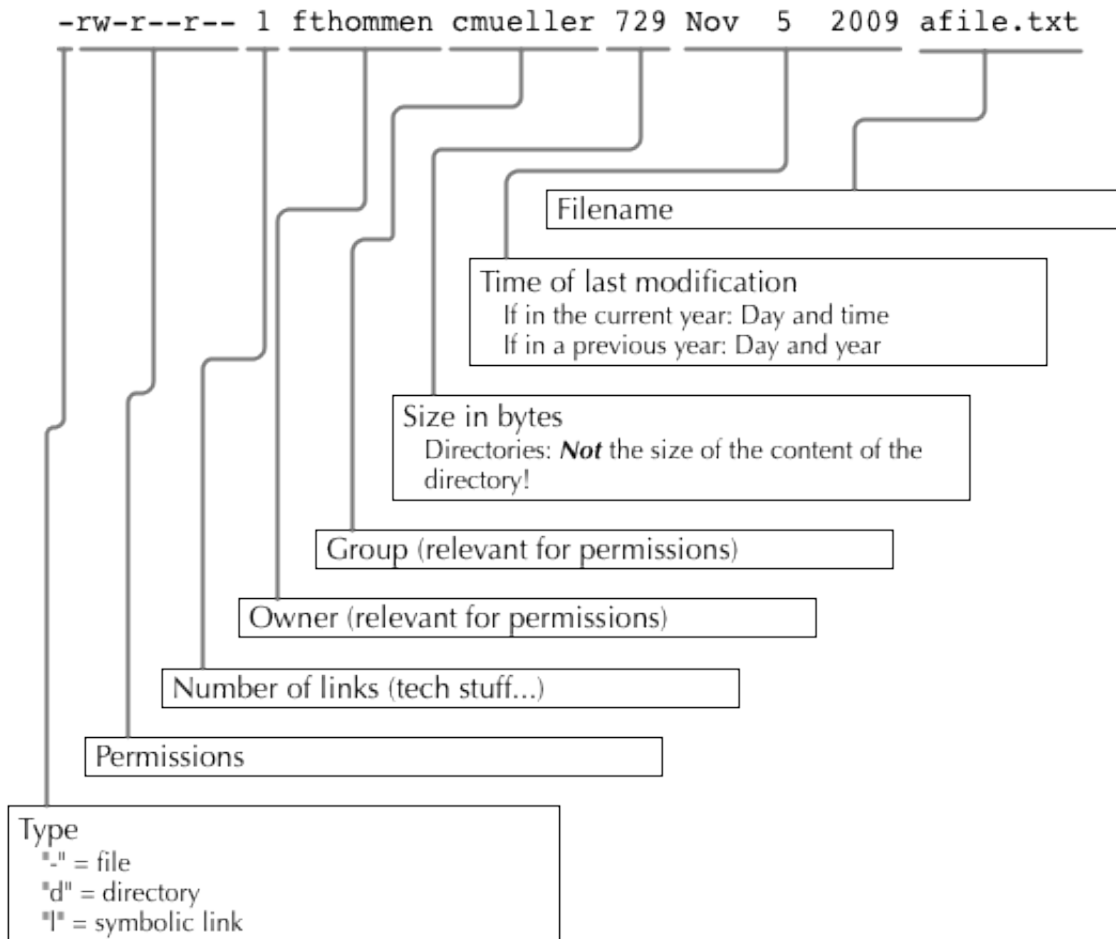 -rw-r--r-- 1 fthommen cmueller 729 Nov 5 2009 afile.txt
Filename
Time of last modification
If in the current year: Day and time
If in a previous year: Day and year
Size in bytes
Directories: Not the size of the content of the
directory!
Group (relevant for permissions)
Owner (relevant for permissions)
Number of links (tech stuff...)
Permissions
Type
"-" = file
"d" = directory
"l" = symbolic link